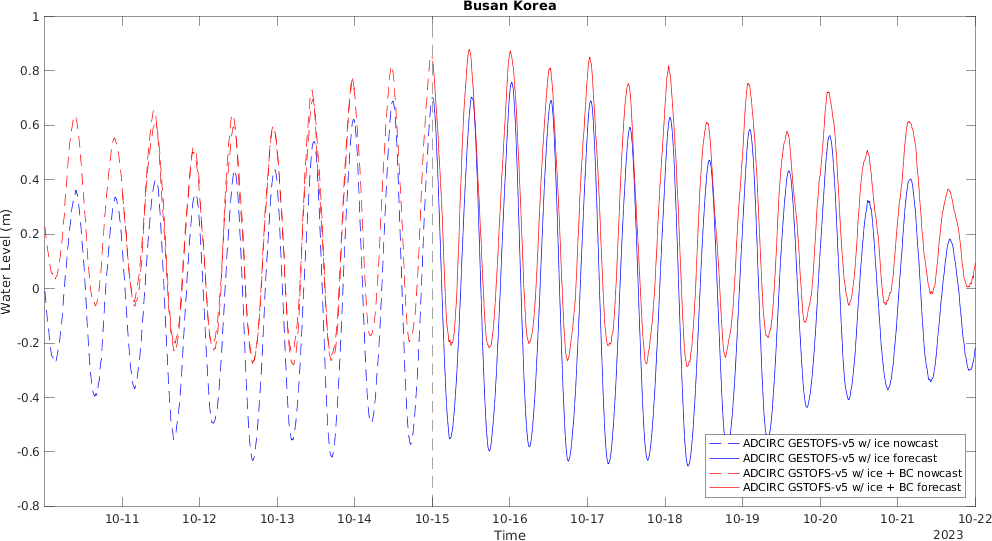 Busan Korea
Water Level (m)
1
0.8
0.6
0.4
0.2
0
-0.2
-0.4
-0.6
-0.8
ADCIRC GESTOFS-v5 w/ ice nowcast
ADCIRC GESTOFS-v5 w/ ice forecast
ADCIRC GSTOFS-v5 w/ ice + BC nowcast
ADCIRC GSTOFS-v5 w/ ice + BC forecast
10-11 10-12 10-13 10-14 10-15 10-16 10-17 10-18 10-19 10-20 10-21 10-22
Time
2023